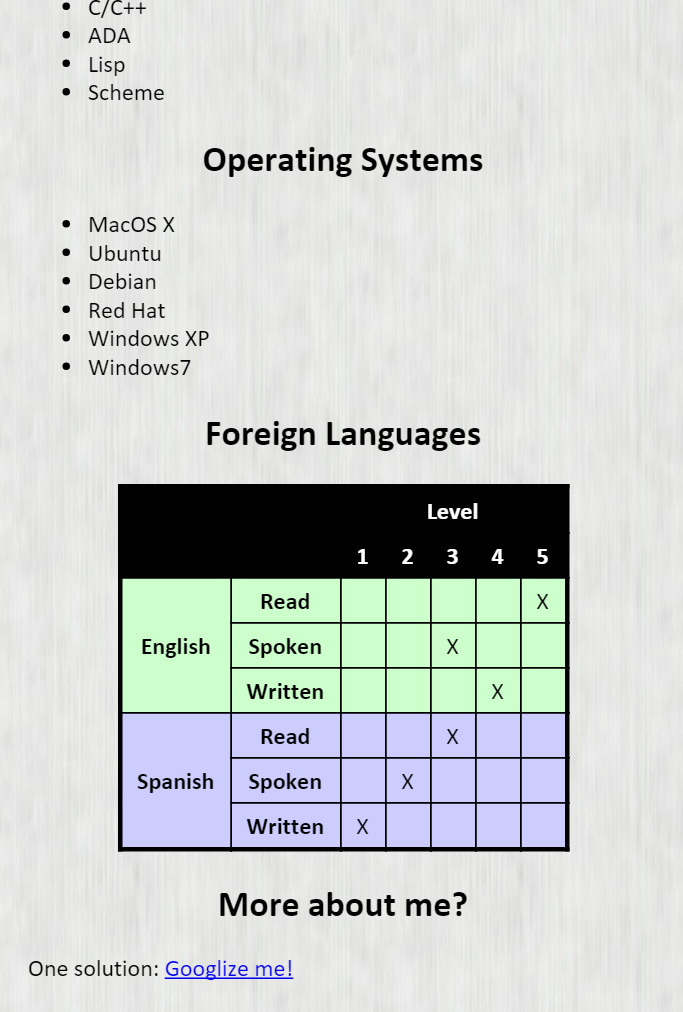 C/C++
ADA
Lisp
Scheme
Operating Systems
MacOS X
Ubuntu
Debian
Red Hat
Windows XP
Windows7
Foreign Languages
Level
1 2 3 4 5
English
Read X
Spoken X
Written X
Spanish
Read X
Spoken X
Written X
More about me?
One solution: Googlize me!